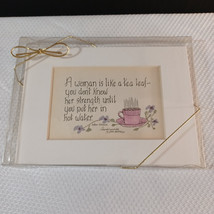 A woman is like a tea leaf-
you don't know
her strength until
you put her in
hot water.